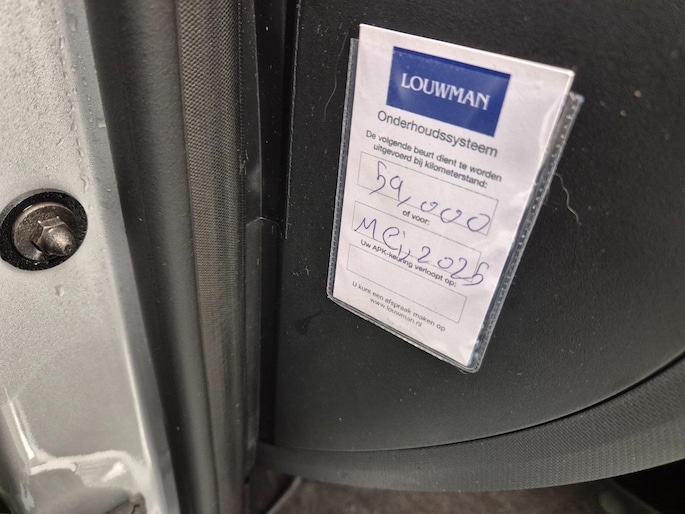 LOUWMAN
Onderhoudssysteem
De volgende beurt dient te worden
uitgevoerd bij kilometerstand:
59,000
of voor:
Mei, 2025
Uw APK-keuring verloopt op:
U kunt een afspraak maken op
www.louwman.nl